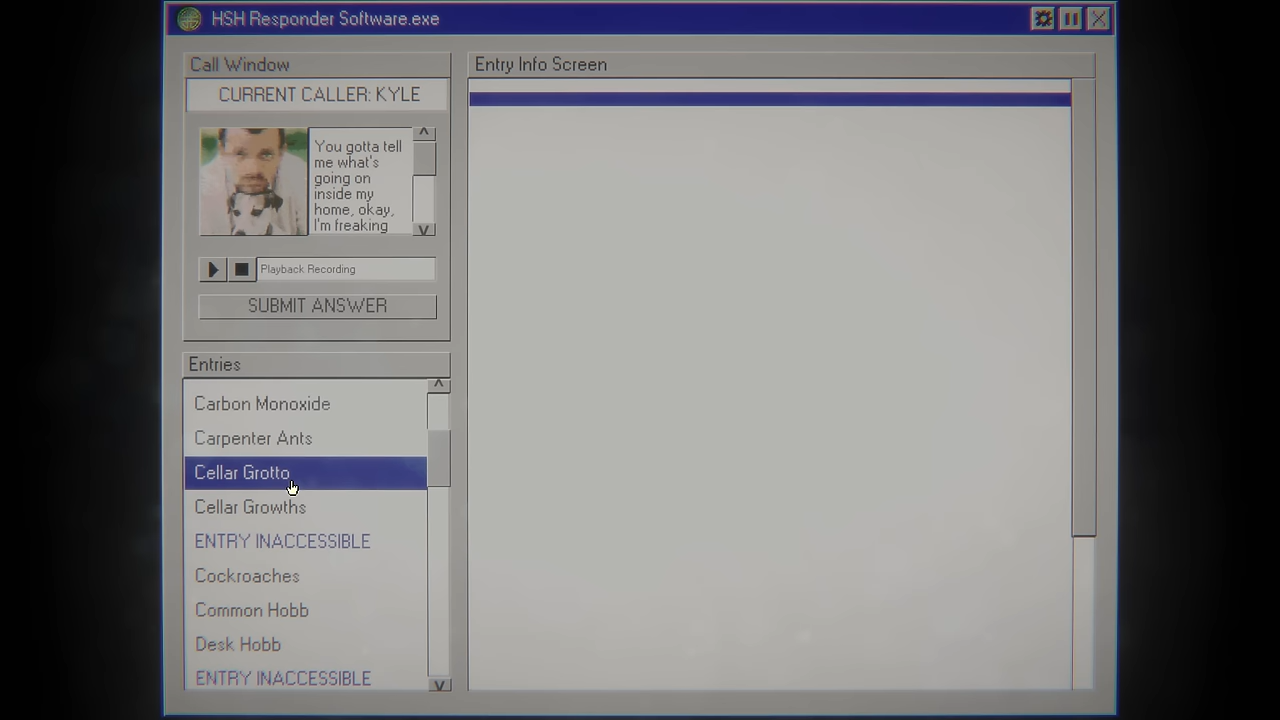 HSH Responder Software.exe
Call Window
CURRENT CALLER: KYLE
You gotta tell
me what's
going on
inside my
home, okay,
I'm freaking
Playback Recording
SUBMIT ANSWER
Entries
Carbon Monoxide
Carpenter Ants
Cellar Grotto
Cellar Growths
ENTRY INACCESSIBLE
Cockroaches
Common Hobb
Desk Hobb
ENTRY INACCESSIBLE
Entry Info Screen